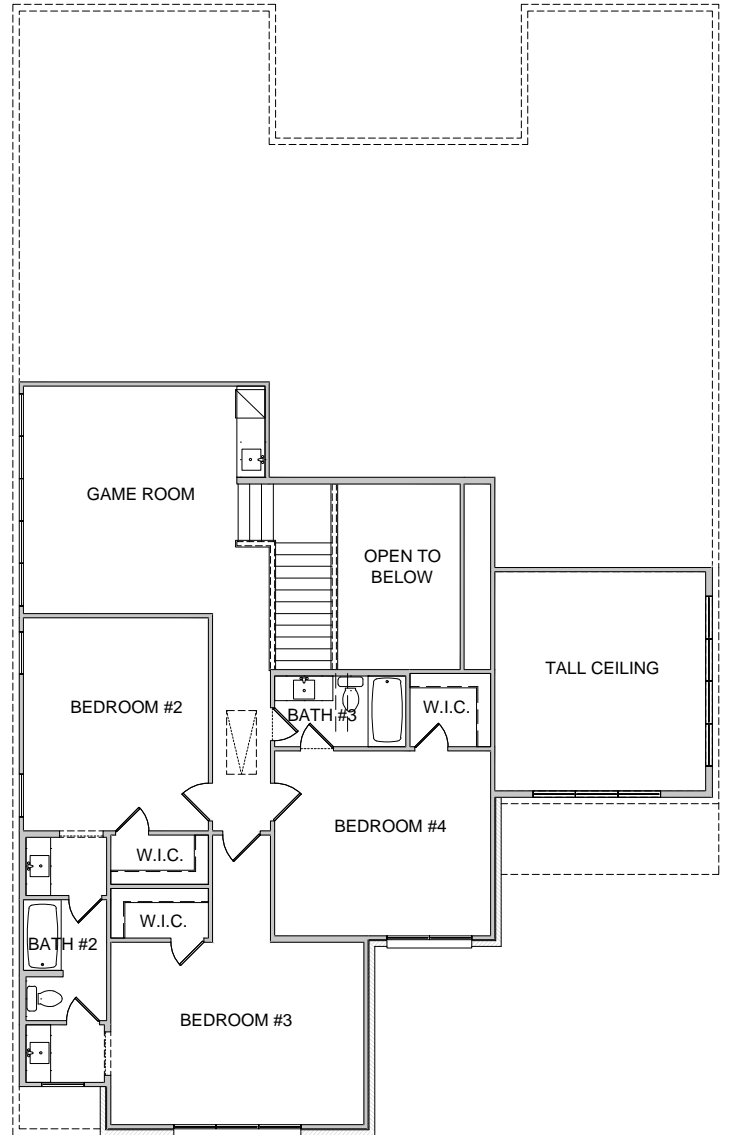 GAME ROOM
OPEN TO
BELOW
TALL CEILING
BEDROOM #2
BATH #3
W.I.C.
BEDROOM #4
W.I.C.
W.I.C.
BATH #2
BEDROOM #3